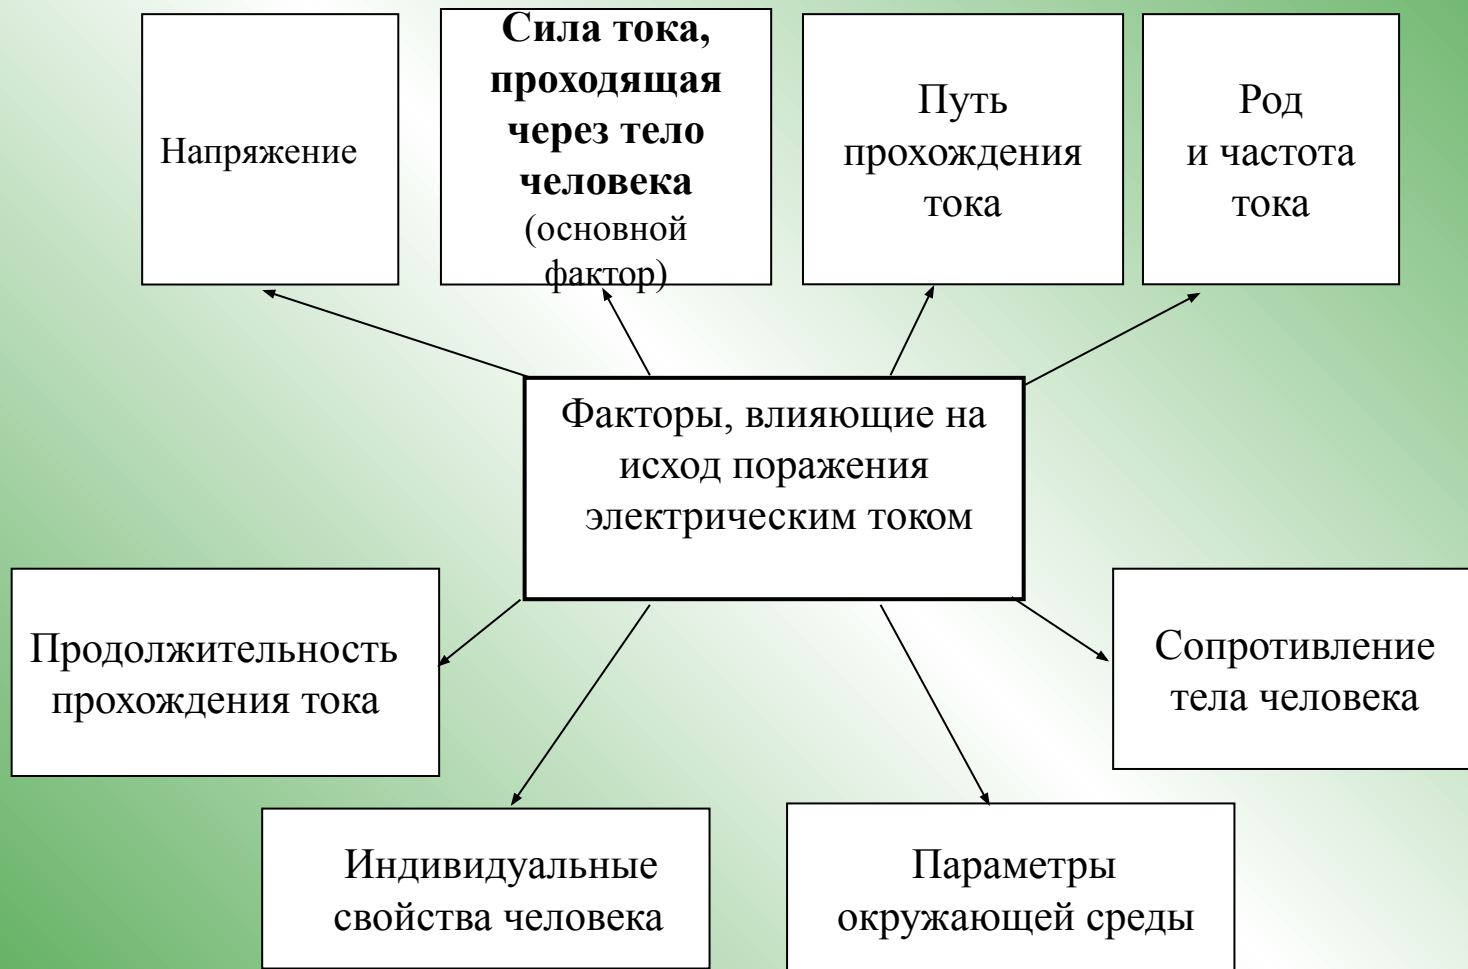 Напряжение
Сила тока,
проходящая
через тело
человека
(основной
фактор)
Путь
прохождения
тока
Род
и частота
тока
Факторы, влияющие на
исход поражения
электрическим током
Продолжительность
прохождения тока
Сопротивление
тела человека
Индивидуальные
свойства человека
Параметры
окружающей среды